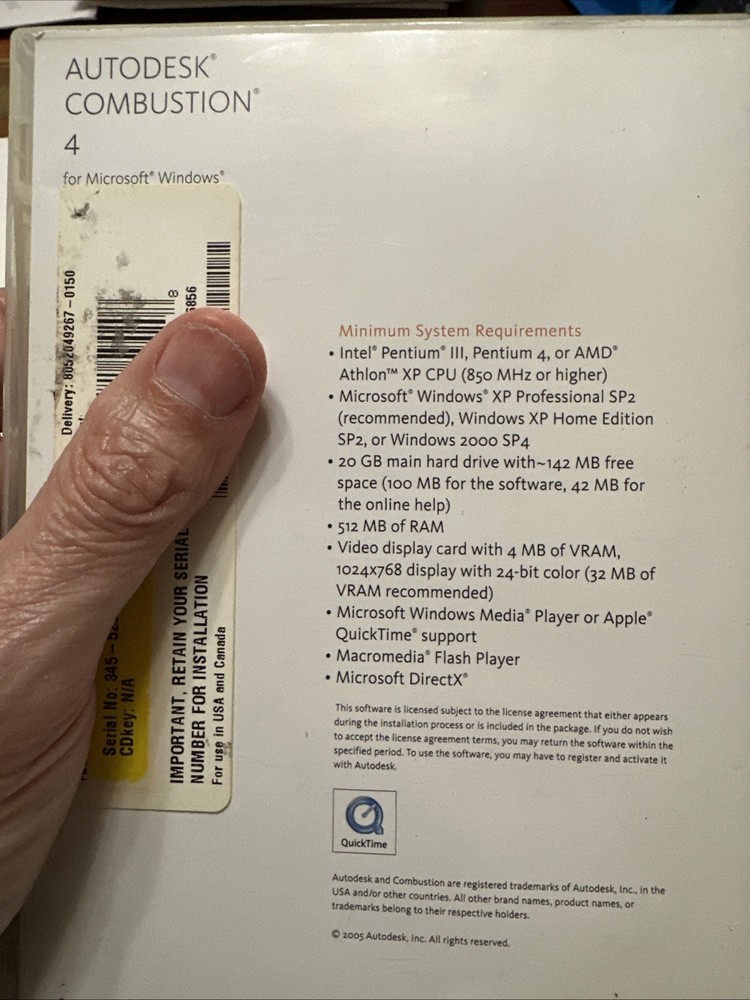 AUTODESK®
COMBUSTION®
4
for Microsoft® Windows®
Delivery: 8052049267 – 0150
8
5856
Serial No: 345 –
CDkey: N/A
IMPORTANT, RETAIN YOUR SERIAL
NUMBER FOR INSTALLATION
For use in USA and Canada
Minimum System Requirements
• Intel® Pentium® III, Pentium 4, or AMD®
Athlon™ XP CPU (850 MHz or higher)
• Microsoft® Windows® XP Professional SP2
(recommended), Windows XP Home Edition
SP2, or Windows 2000 SP4
• 20 GB main hard drive with~142 MB free
space (100 MB for the software, 42 MB for
the online help)
• 512 MB of RAM
• Video display card with 4 MB of VRAM,
1024x768 display with 24-bit color (32 MB of
VRAM recommended)
• Microsoft Windows Media® Player or Apple®
QuickTime® support
• Macromedia® Flash Player
• Microsoft DirectX®
This software is licensed subject to the license agreement that either appears
during the installation process or is included in the package. If you do not wish
to accept the license agreement terms, you may return the software within the
specified period. To use the software, you may have to register and activate it
with Autodesk.
QuickTime
Autodesk and Combustion are registered trademarks of Autodesk, Inc., in the
USA and/or other countries. All other brand names, product names, or
trademarks belong to their respective holders.
© 2005 Autodesk, Inc. All rights reserved.